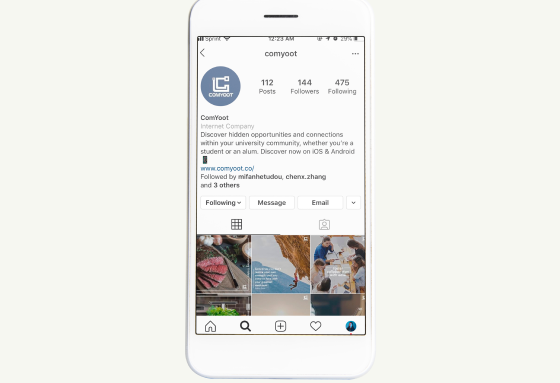 Sprint 12:23 AM 29%
comyoot
COMYOOT
112 144 475
Posts Followers Following
ComYoot
Internet Company
Discover hidden opportunities and connections
within your university community, whether you're a
student or an alum. Discover now on iOS & Android
www.comyoot.co/
Followed by mifanhetudou, chenx.zhang
and 3 others
Following Message Email